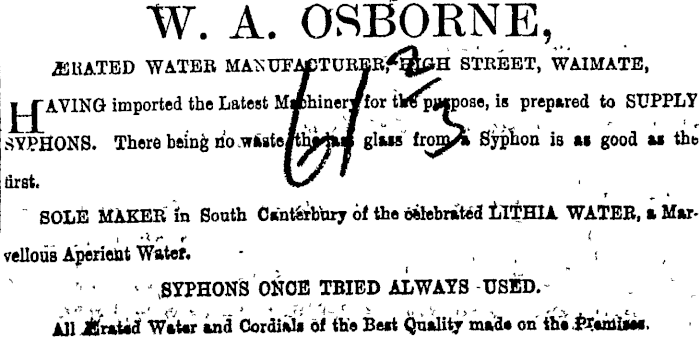 W. A. OSBORNE,
ÆRATED WATER MANUFACTURER, HIGH STREET, WAIMATE,
HAVING imported the Latest Machinery for the purpose, is prepared to SUPPLY
SYPHONS. There being no waste the last glass from a Syphon is as good as the
first.
SOLE MAKER in South Canterbury of the celebrated LITHIA WATER, a Mar-
vellous Aperient Water.
SYPHONS ONCE TRIED ALWAYS USED.
All Ærated Water and Cordials of the Best Quality made on the Premises.